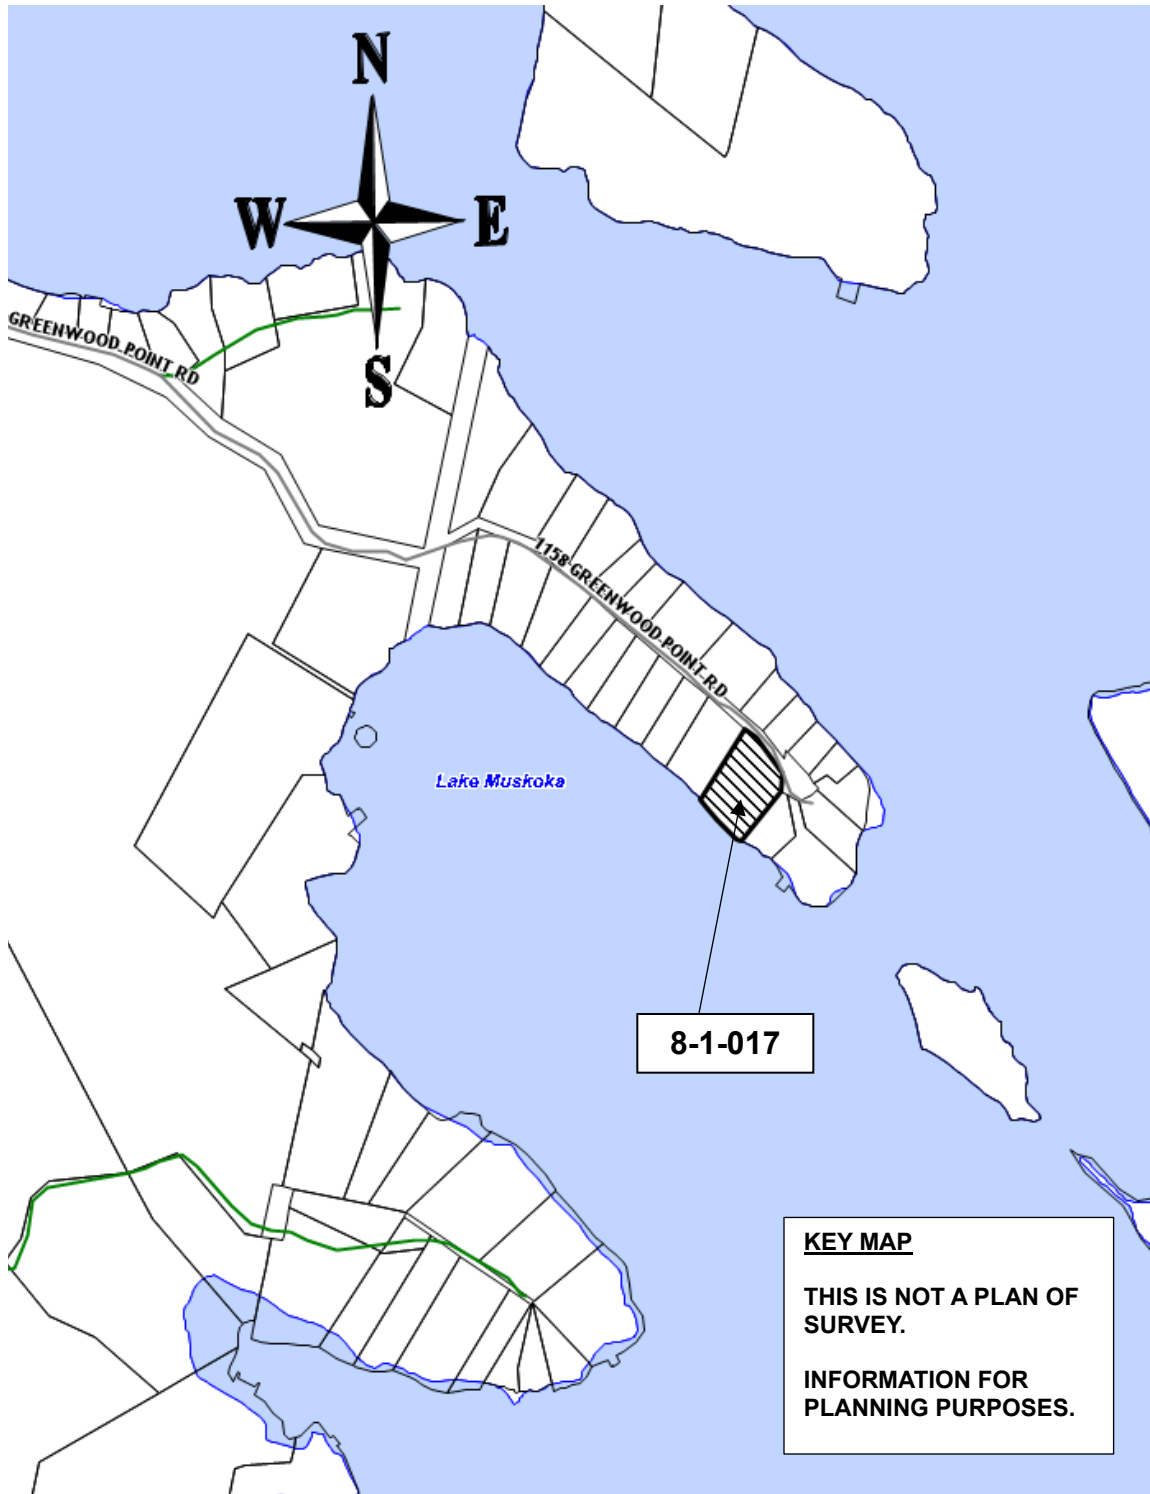 N
W
E
S
GREENWOOD POINT RD
1158 GREENWOOD POINT RD
Lake Muskoka
8-1-017
KEY MAP
THIS IS NOT A PLAN OF
SURVEY.
INFORMATION FOR
PLANNING PURPOSES.